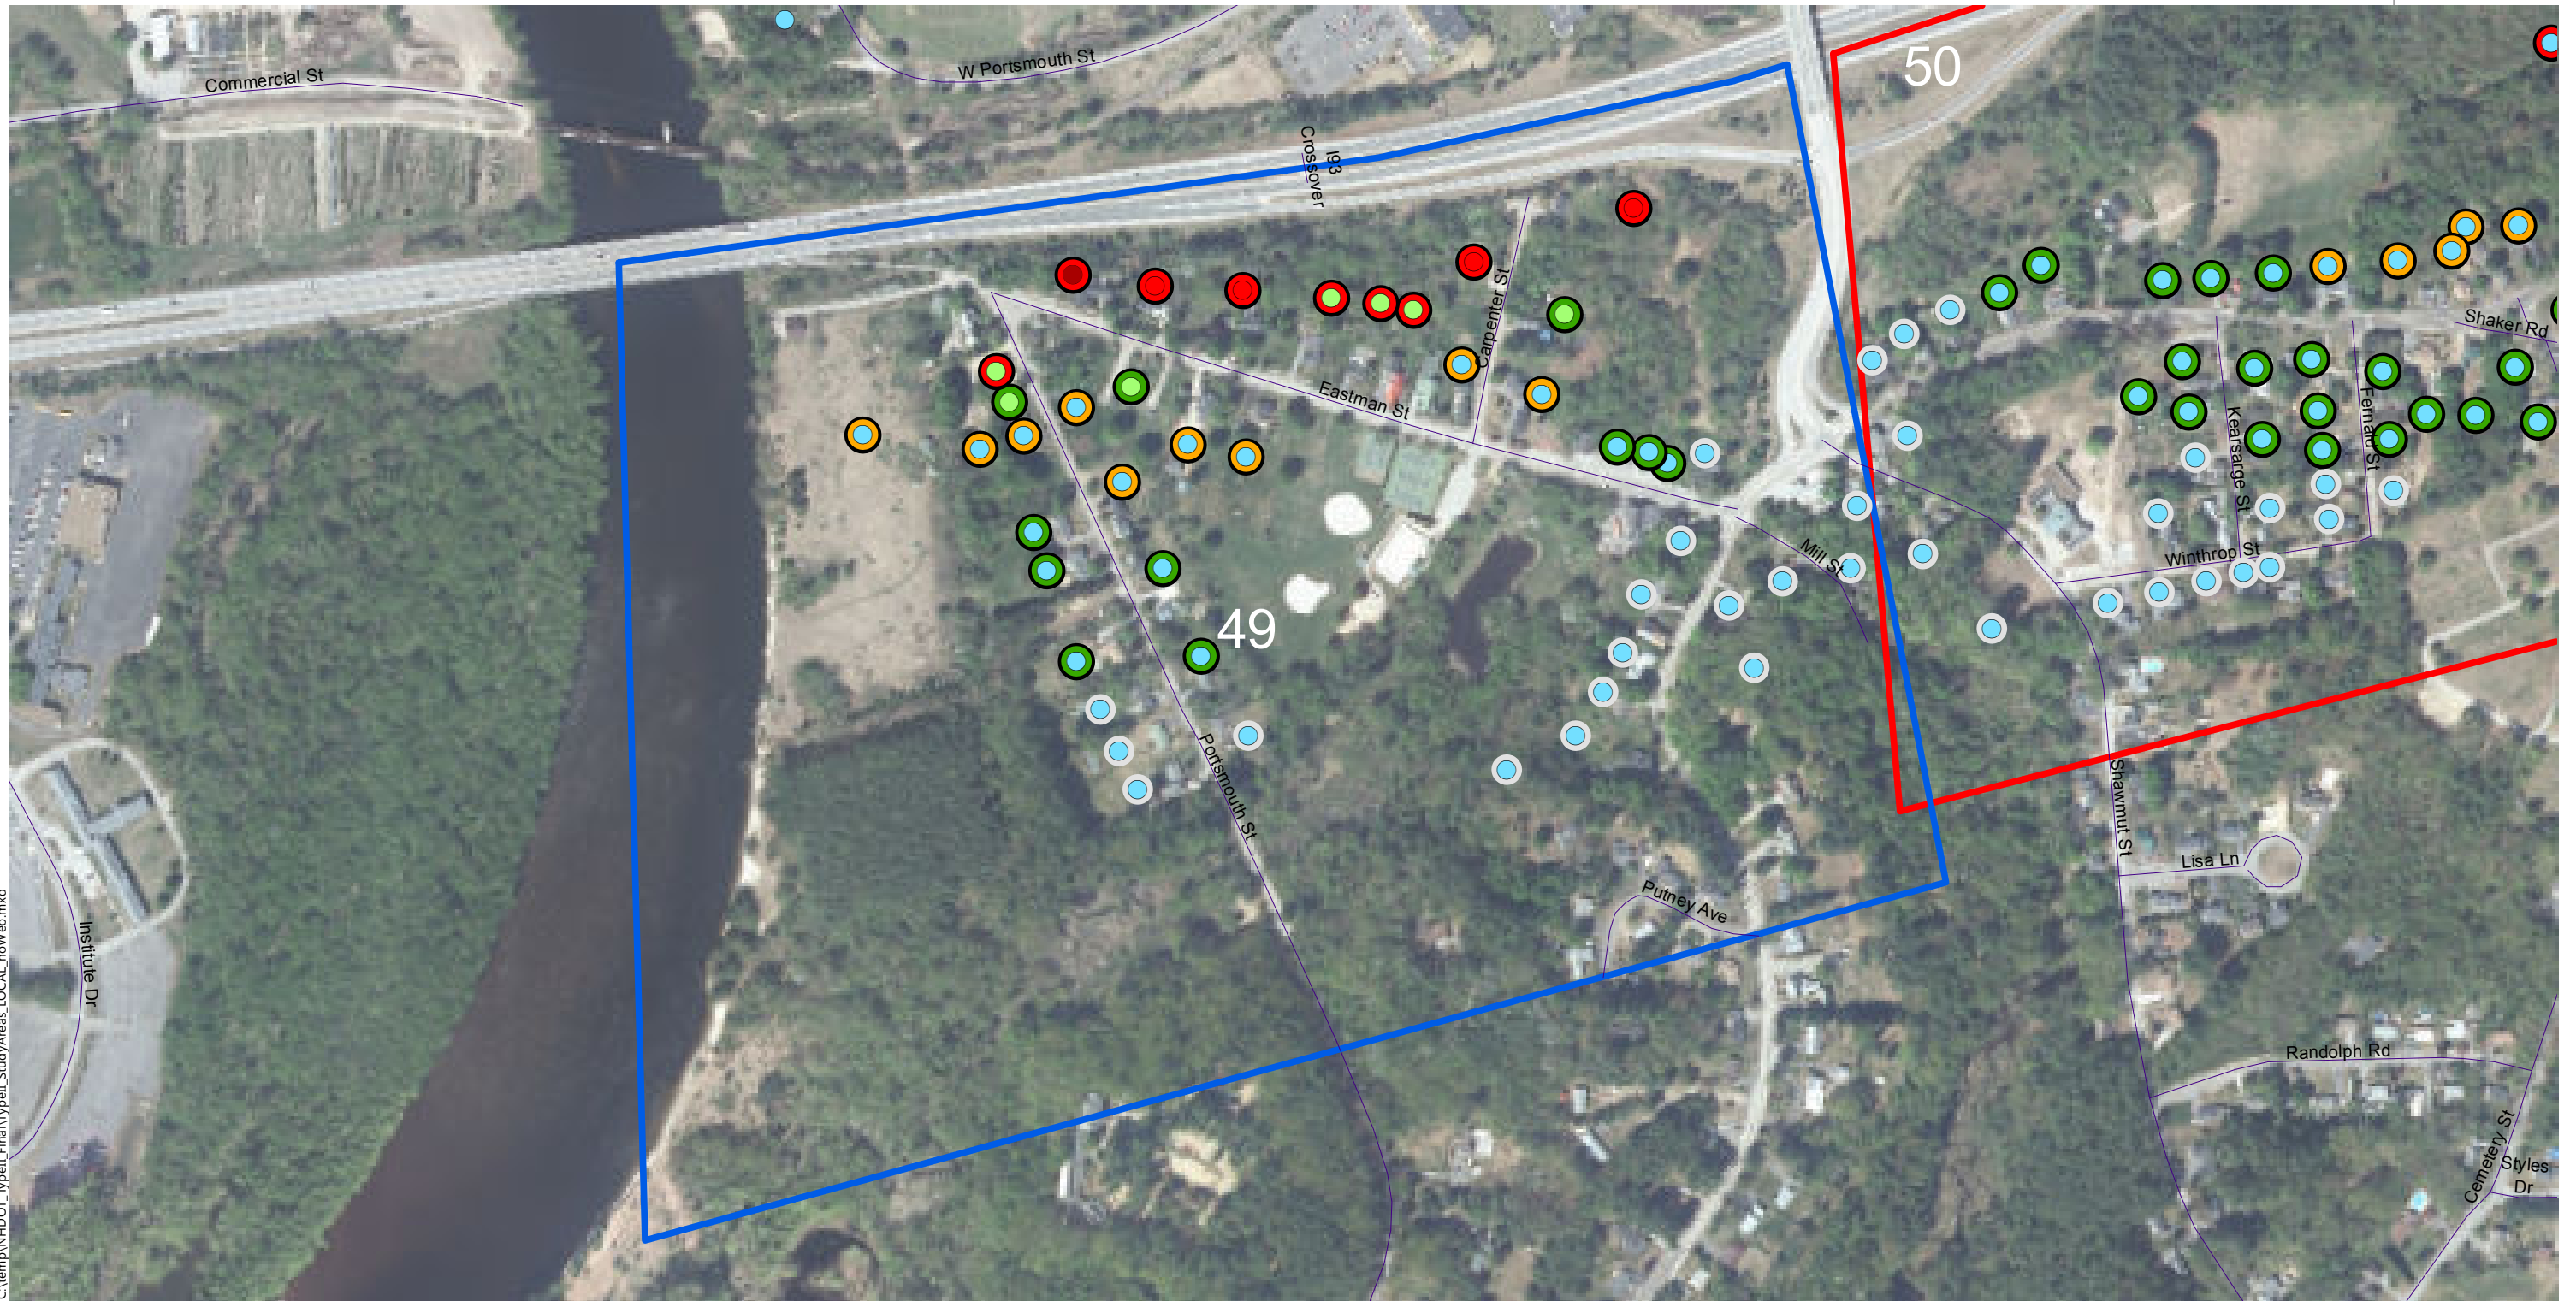 50
W Portsmouth St
Commercial St
I93
Crossover
Carpenter St
Shaker Rd
Eastman St
Kearsarge St
Fernald St
Mill St
Winthrop St
49
Portsmouth St
Shawmut St
Lisa Ln
Putney Ave
Institute Dr
Randolph Rd
Cemetery St
Styles
Dr